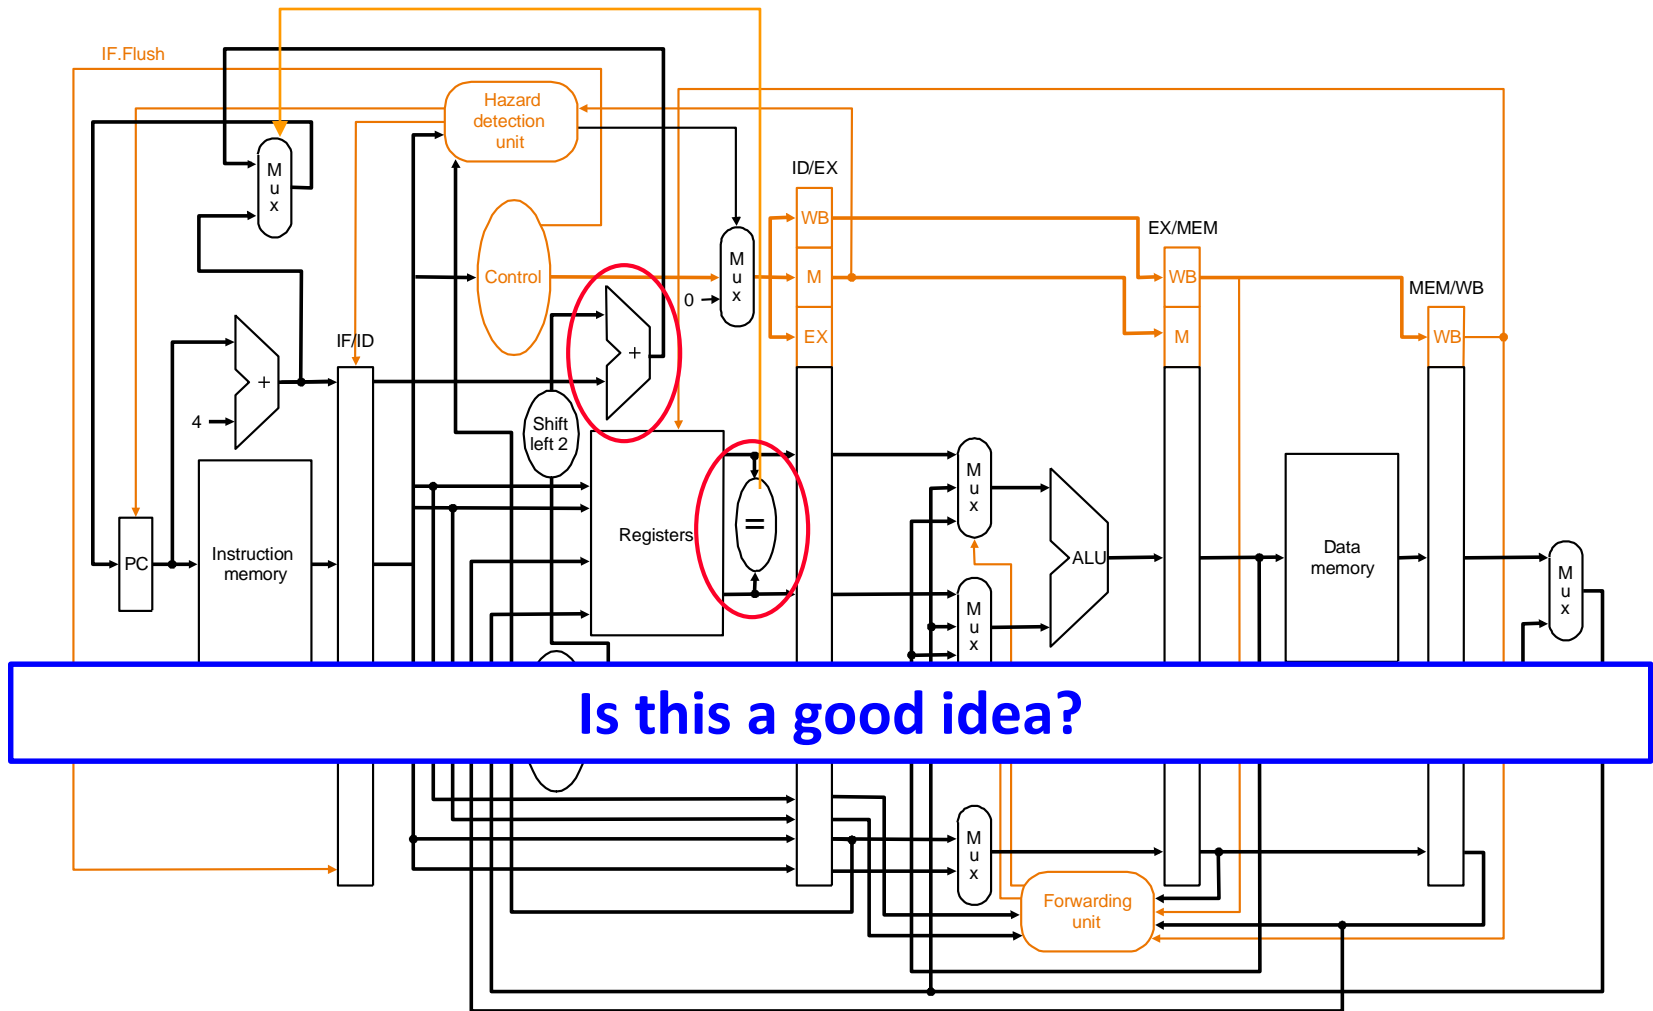 IF.Flush
Hazard
detection
unit
M
u
x
ID/EX
WB
EX/MEM
M
u
x
Control
M
WB
MEM/WB
0
IF/ID
EX
M
WB
+
+
4
Shift
left 2
M
u
x
=
Registers
PC
Instruction
memory
ALU
Data
memory
M
u
x
M
u
x
Is this a good idea?
M
u
x
Forwarding
unit